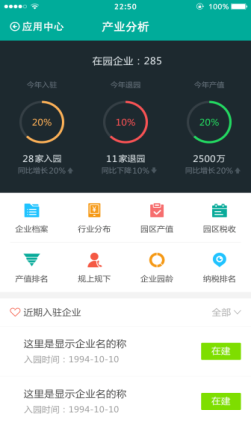 22:50
100%
应用中心
产业分析
在园企业：285
今年入驻
今年退园
今年产值
20%
10%
20%
28家入园
11家退园
2500万
同比增长20%
同比下降10%
同比增长20%
企业档案
行业分布
园区产值
园区税收
产值排名
规上规下
企业园龄
纳税排名
近期入驻企业
全部
这里是显示企业名的称
在建
入园时间：1994-10-10
这里是显示企业名的称
在建
入园时间：1994-10-10